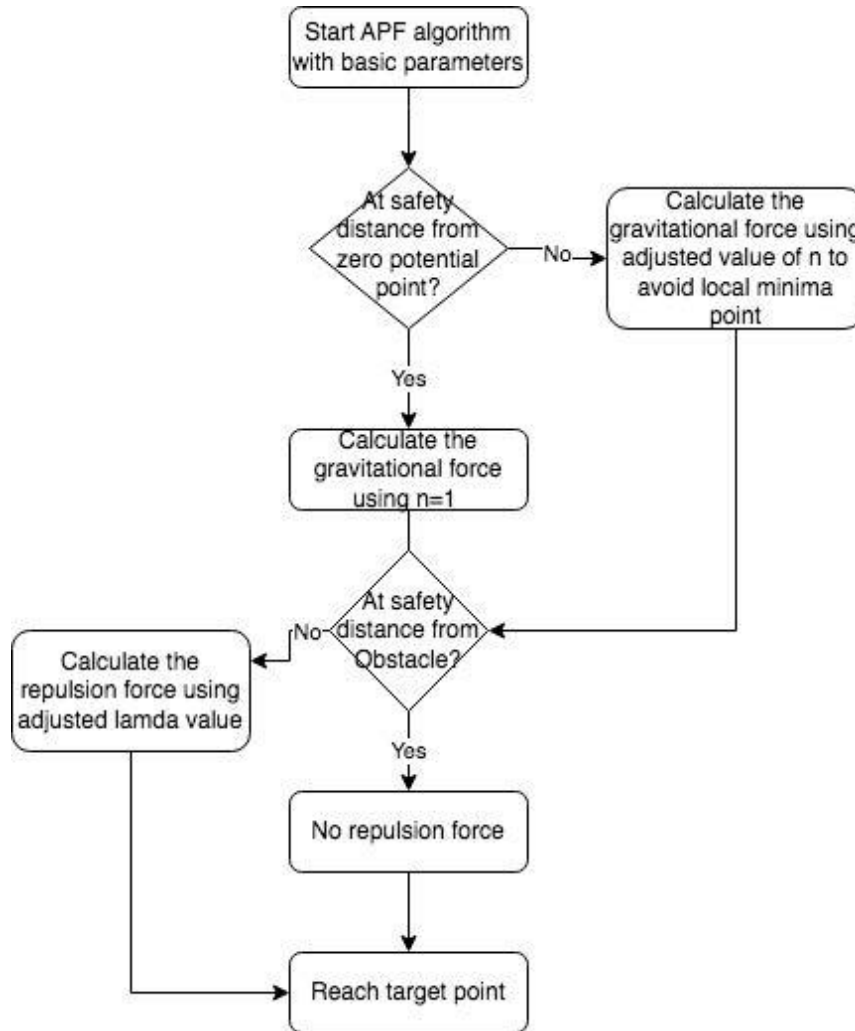 Start APF algorithm
with basic parameters
At safety
distance from
zero potential
point?
No
Calculate the
gravitational force using
adjusted value of n to
avoid local minima
point
Yes
Calculate the
gravitational force
using n=1
At safety
distance from
Obstacle?
No
Calculate the
repulsion force using
adjusted lamda value
Yes
No repulsion force
Reach target point